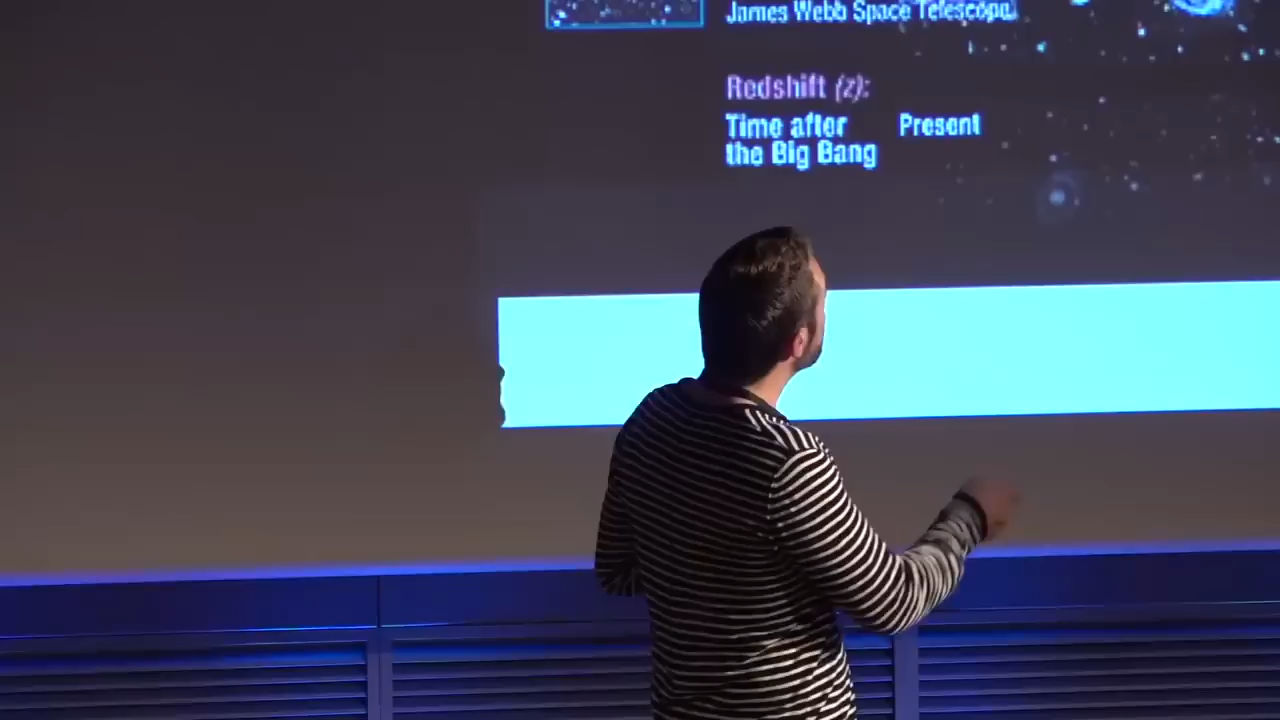 James Webb Space Telescope
Redshift (z):
Time after Present
the Big Bang